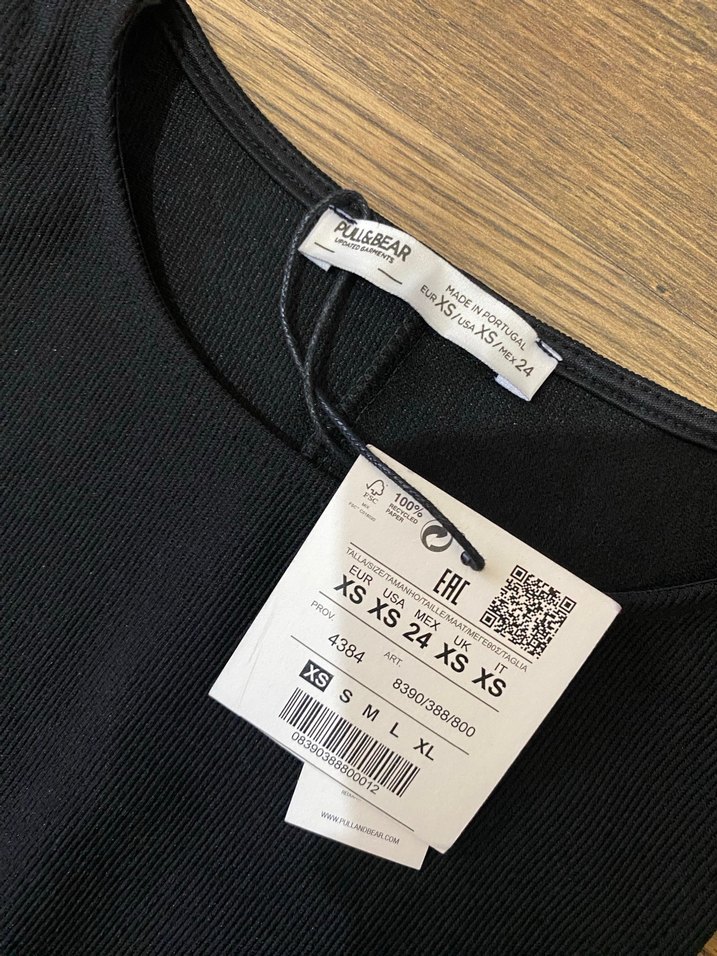 PULL&BEAR
UPDATED GARMENTS
MADE IN PORTUGAL
EUR XS/USA XS/MEX 24
FSC
MIX
100%
RECYCLED
PAPER
EAC
TALLA/SIZE/TAMANHO/TAILLE/MAAT/ΜΕΓΕΘΟΣ/TAGLIA
EUR USA MEX UK IT
XS XS 24 XS XS
PROV. ART.
4384 8390/388/800
XS S M L XL
08390388800012
WWW.PULLANDBEAR.COM